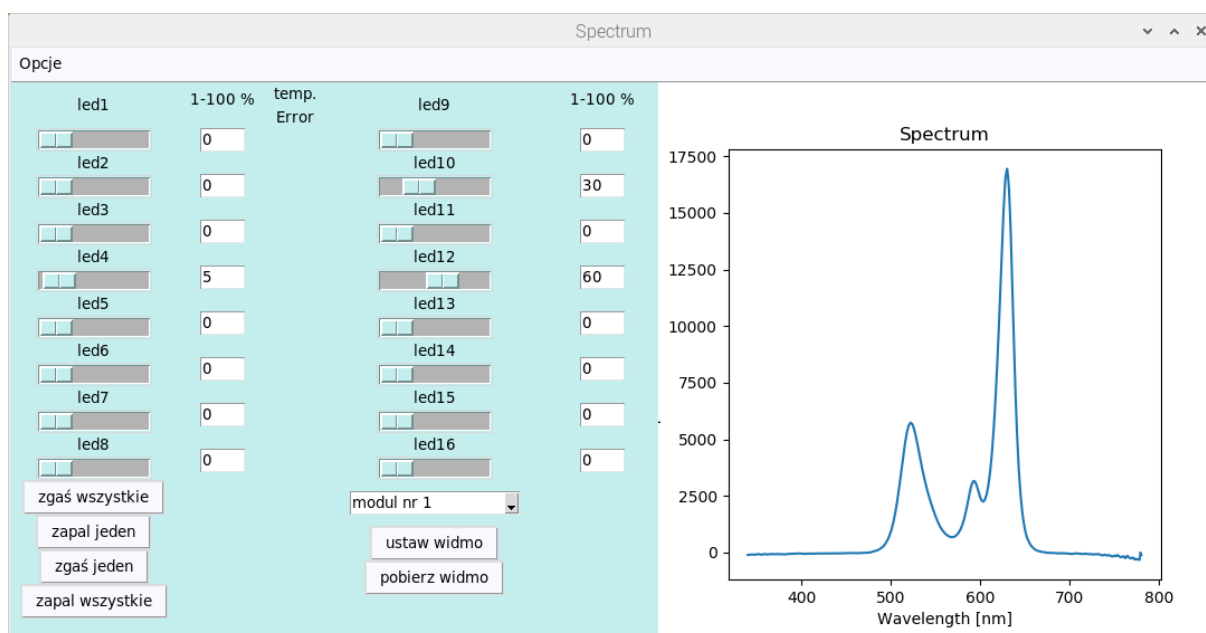 Spectrum
Opcje
led1 1-100 % temp. led9 1-100 %
Error
0 0
led2 led10
0 30
led3 led11
0 0
led4 led12
5 60
led5 led13
0 0
led6 led14
0 0
led7 led15
0 0
led8 led16
0 0
zgaś wszystkie
zapal jeden
zgaś jeden
zapal wszystkie
modul nr 1
ustaw widmo
pobierz widmo
Spectrum
17500
15000
12500
10000
7500
5000
2500
0
400 500 600 700 800
Wavelength [nm]